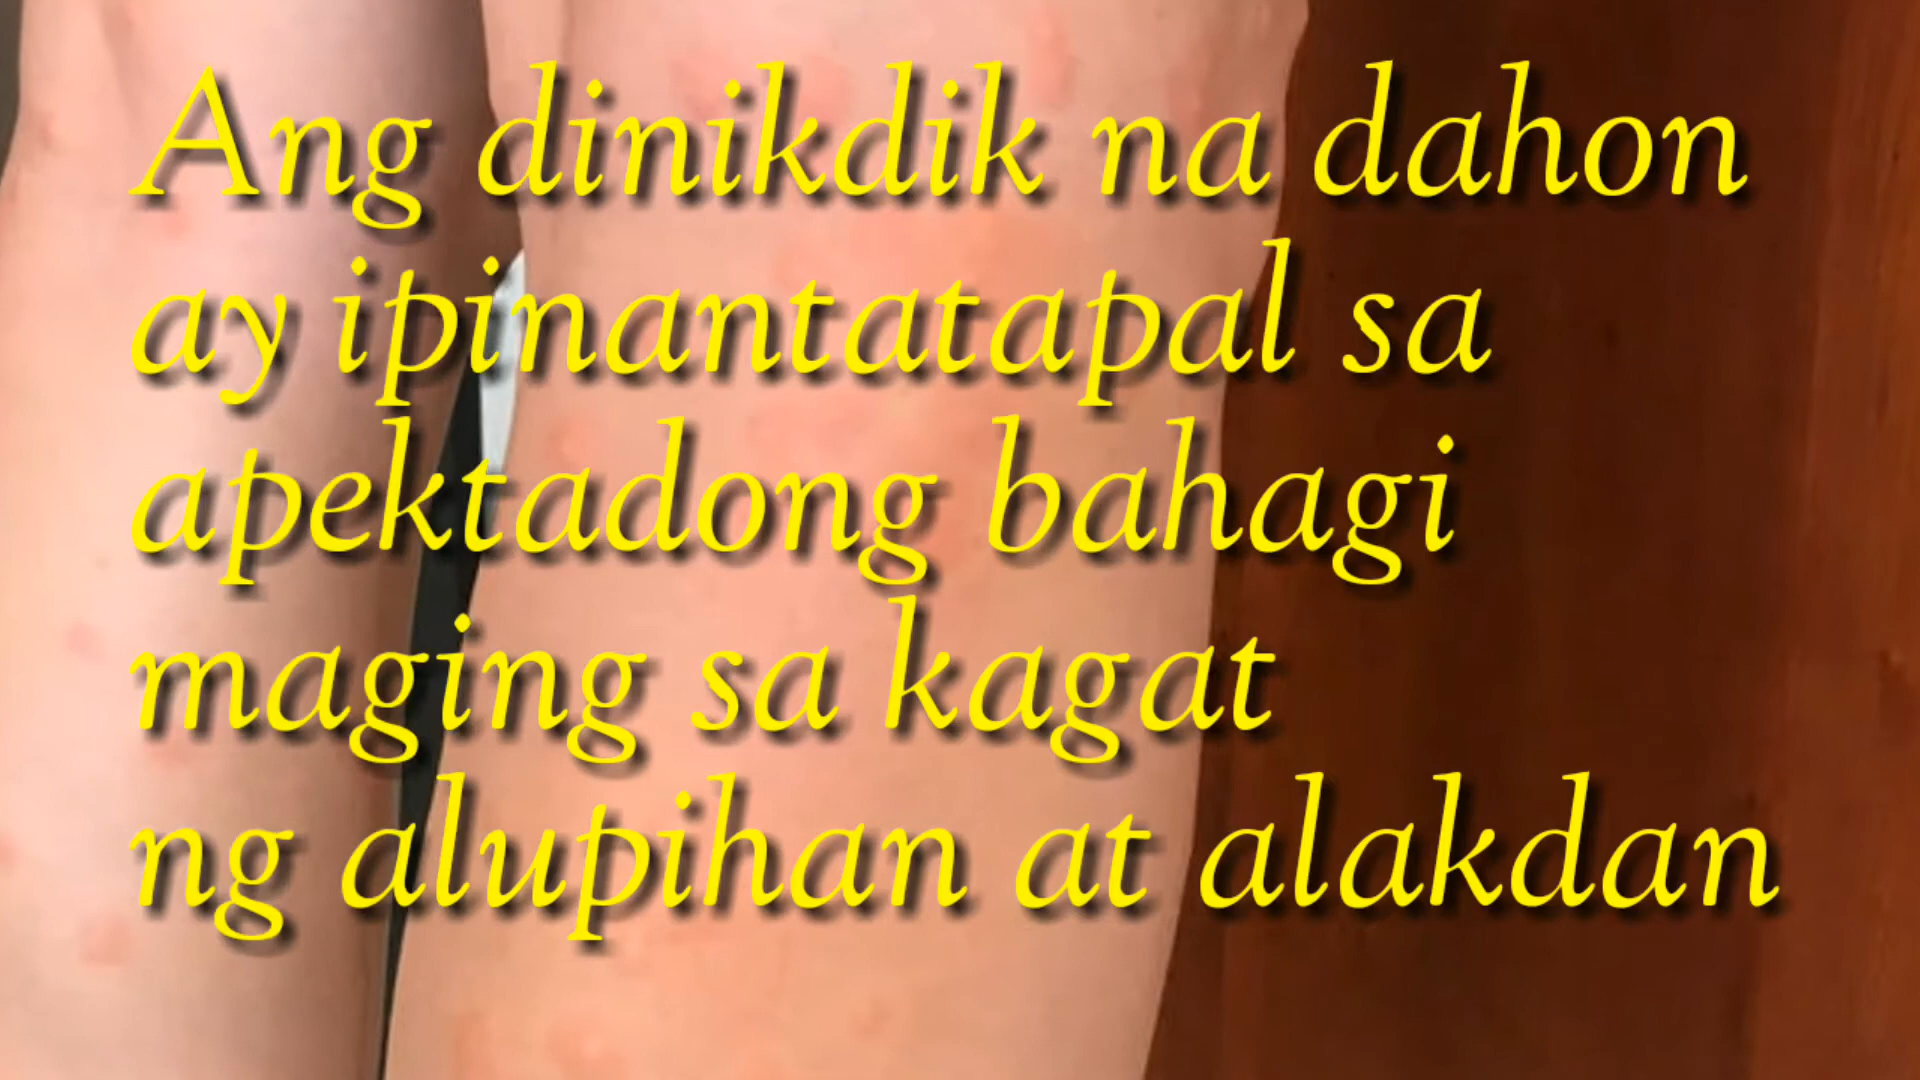 Ang dinikdik na dahon
ay ipinantatapal sa
apektadong bahagi
maging sa kagat
ng alupihan at alakdan